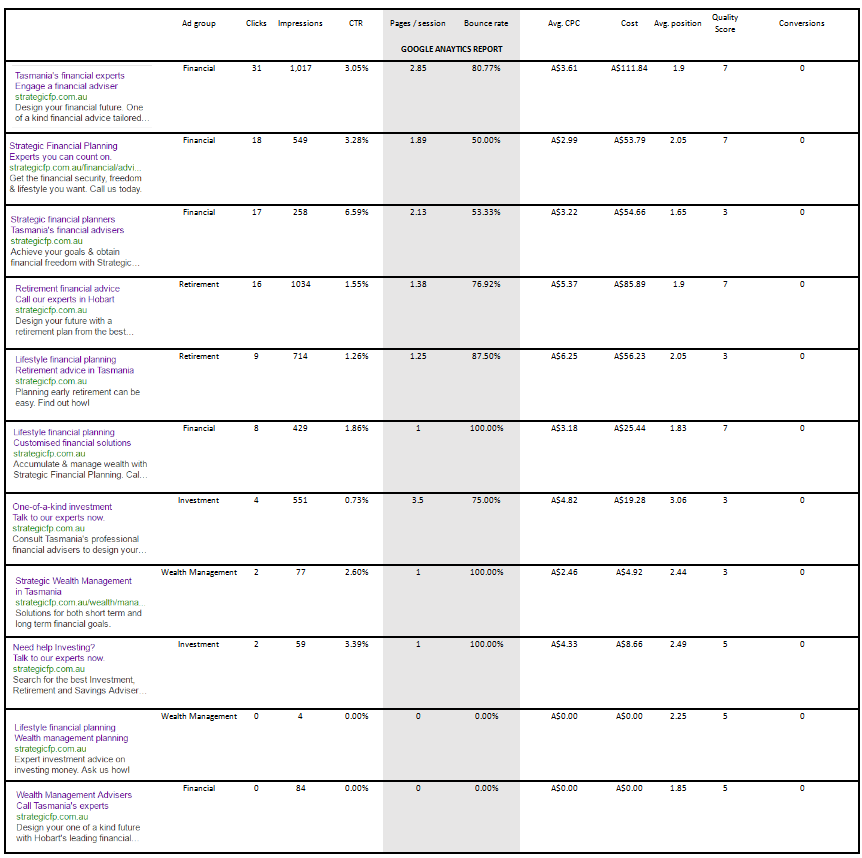 Ad group Clicks Impressions CTR Pages / session Bounce rate Avg. CPC Cost Avg. position Quality Score Conversions
GOOGLE ANAYTICS REPORT
Financial 31 1,017 3.05% 2.85 80.77% A$3.61 A$111.84 1.9 7 0
Tasmania's financial experts
Engage a financial adviser
strategicfp.com.au
Design your financial future. One
of a kind financial advice tailored...
Financial 18 549 3.28% 1.89 50.00% A$2.99 A$53.79 2.05 7 0
Strategic Financial Planning
Experts you can count on.
strategicfp.com.au/financial/advi...
Get the financial security, freedom
& lifestyle you want. Call us today.
Financial 17 258 6.59% 2.13 53.33% A$3.22 A$54.66 1.65 3 0
Strategic financial planners
Tasmania's financial advisers
strategicfp.com.au
Achieve your goals & obtain
financial freedom with Strategic...
Retirement 16 1034 1.55% 1.38 76.92% A$5.37 A$85.89 1.9 7 0
Retirement financial advice
Call our experts in Hobart
strategicfp.com.au
Design your future with a
retirement plan from the best...
Retirement 9 714 1.26% 1.25 87.50% A$6.25 A$56.23 2.05 3 0
Lifestyle financial planning
Retirement advice in Tasmania
strategicfp.com.au
Planning early retirement can be
easy. Find out how!
Financial 8 429 1.86% 1 100.00% A$3.18 A$25.44 1.83 7 0
Lifestyle financial planning
Customised financial solutions
strategicfp.com.au
Accumulate & manage wealth with
Strategic Financial Planning. Cal...
Investment 4 551 0.73% 3.5 75.00% A$4.82 A$19.28 3.06 3 0
One-of-a-kind investment
Talk to our experts now.
strategicfp.com.au
Consult Tasmania's professional
financial advisers to design your...
Wealth Management 2 77 2.60% 1 100.00% A$2.46 A$4.92 2.44 3 0
Strategic Wealth Management
in Tasmania
strategicfp.com.au/wealth/mana...
Solutions for both short term and
long term financial goals.
Investment 2 59 3.39% 1 100.00% A$4.33 A$8.66 2.49 5 0
Need help Investing?
Talk to our experts now.
strategicfp.com.au
Search for the best Investment,
Retirement and Savings Adviser...
Wealth Management 0 4 0.00% 0 0.00% A$0.00 A$0.00 2.25 5 0
Lifestyle financial planning
Wealth management planning
strategicfp.com.au
Expert investment advice on
investing money. Ask us how!
Financial 0 84 0.00% 0 0.00% A$0.00 A$0.00 1.85 5 0
Wealth Management Advisers
Call Tasmania's experts
strategicfp.com.au
Design your one of a kind future
with Hobart's leading financial...